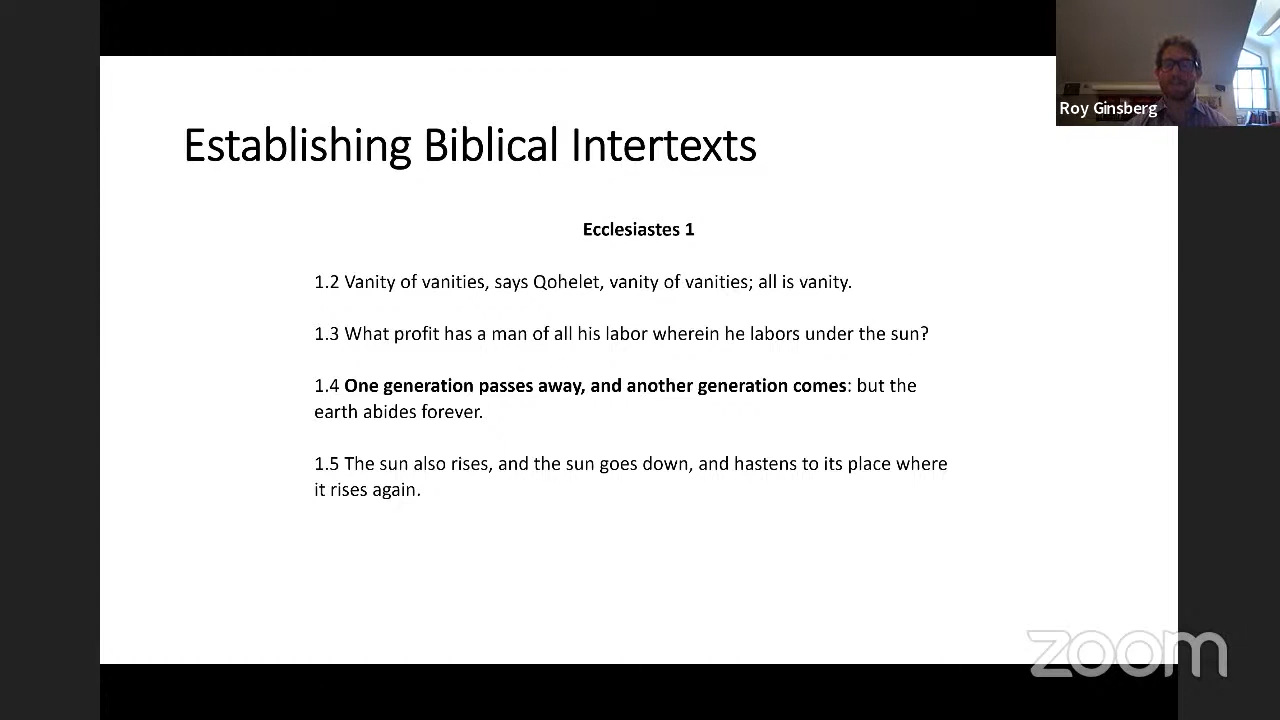 Roy Ginsberg
Establishing Biblical Intertexts
Ecclesiastes 1
1.2 Vanity of vanities, says Qohelet, vanity of vanities; all is vanity.
1.3 What profit has a man of all his labor wherein he labors under the sun?
1.4 One generation passes away, and another generation comes: but the
earth abides forever.
1.5 The sun also rises, and the sun goes down, and hastens to its place where
it rises again.
zoom